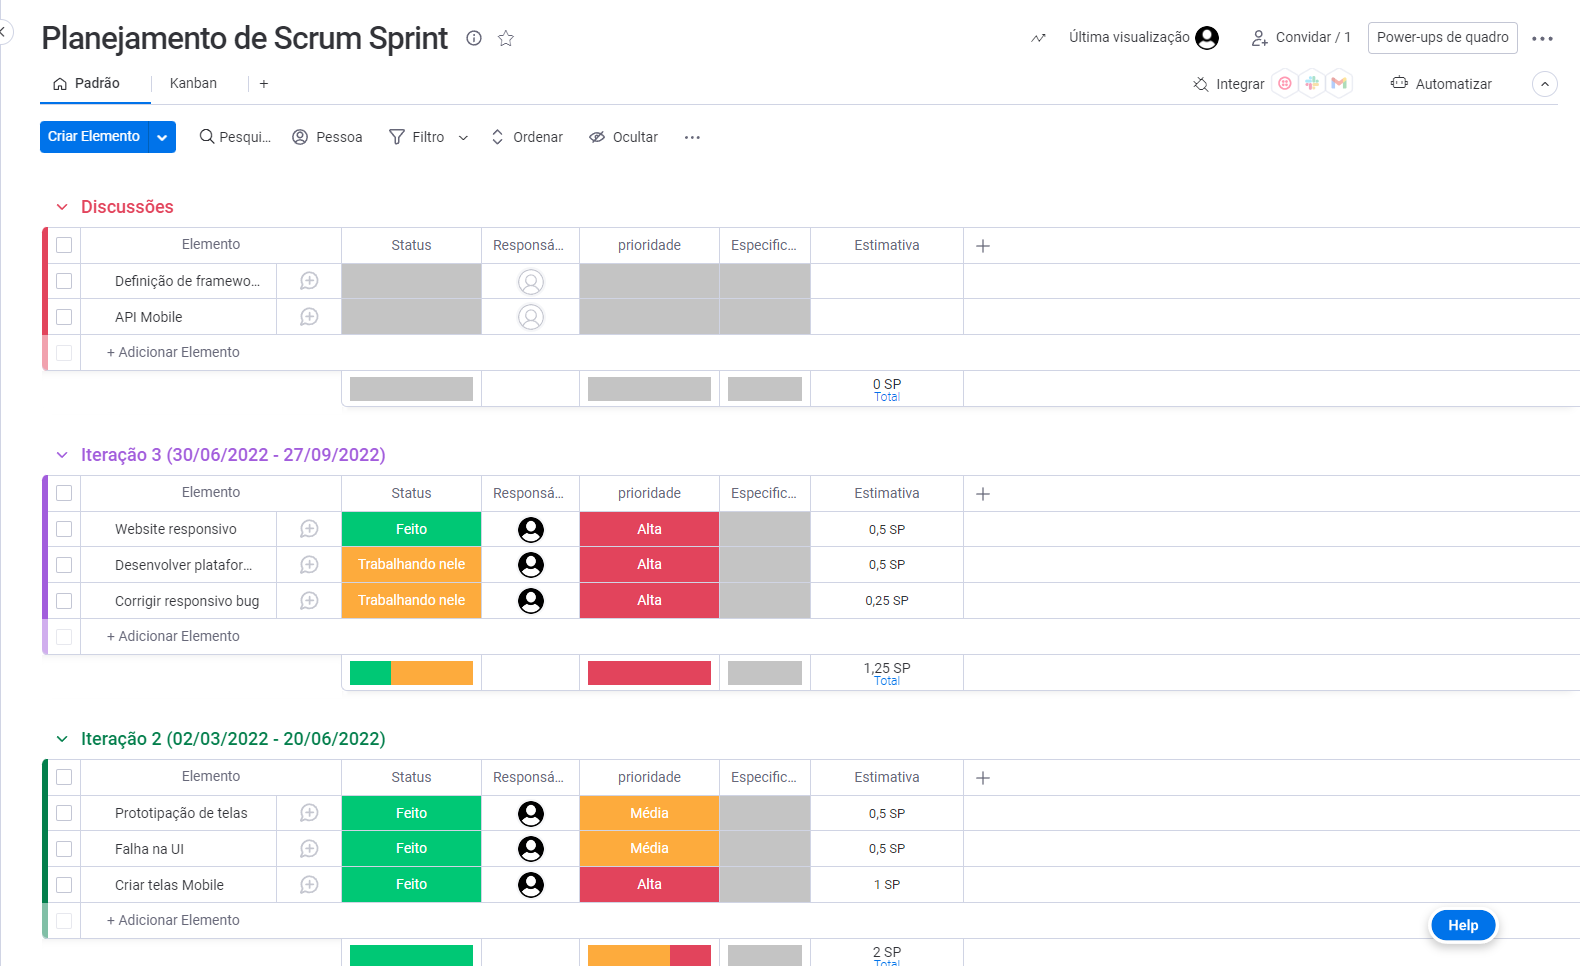 Planejamento de Scrum Sprint
Última visualização
Convidar / 1
Power-ups de quadro
Padrão
Kanban
+
Integrar
Automatizar
Criar Elemento
Pesqui...
Pessoa
Filtro
Ordenar
Ocultar
Discussões
Elemento Status Responsá... prioridade Especific... Estimativa
Definição de framewo...
API Mobile
+ Adicionar Elemento
0 SP
Total
Iteração 3 (30/06/2022 - 27/09/2022)
Elemento Status Responsá... prioridade Especific... Estimativa
Website responsivo Feito Alta 0,5 SP
Desenvolver platafor... Trabalhando nele Alta 0,5 SP
Corrigir responsivo bug Trabalhando nele Alta 0,25 SP
+ Adicionar Elemento
1,25 SP
Total
Iteração 2 (02/03/2022 - 20/06/2022)
Elemento Status Responsá... prioridade Especific... Estimativa
Prototipação de telas Feito Média 0,5 SP
Falha na UI Feito Média 0,5 SP
Criar telas Mobile Feito Alta 1 SP
+ Adicionar Elemento
Help
2 SP
Total